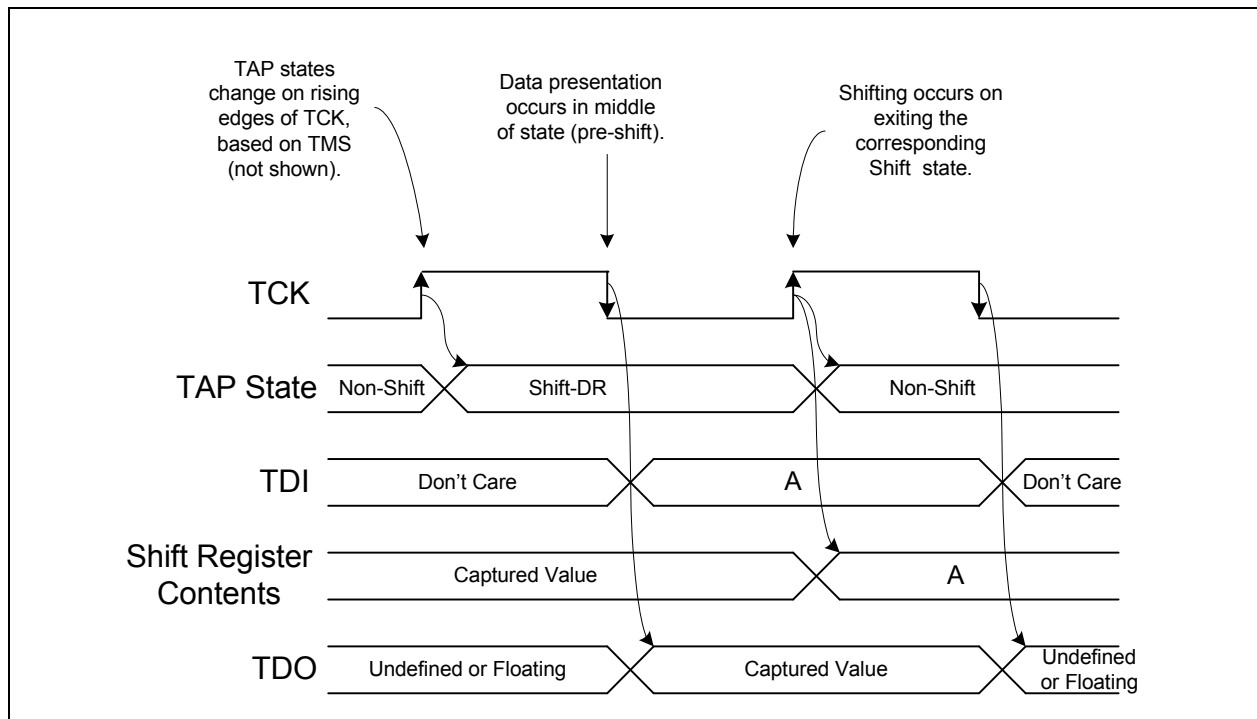 TAP states
change on rising
edges of TCK,
based on TMS
(not shown).
Data presentation
occurs in middle
of state (pre-shift).
Shifting occurs on
exiting the
corresponding
Shift state.
TCK
TAP State
Non-Shift
Shift-DR
Non-Shift
TDI
Don't Care
A
Don't Care
Shift Register
Contents
Captured Value
A
TDO
Undefined or Floating
Captured Value
Undefined
or Floating